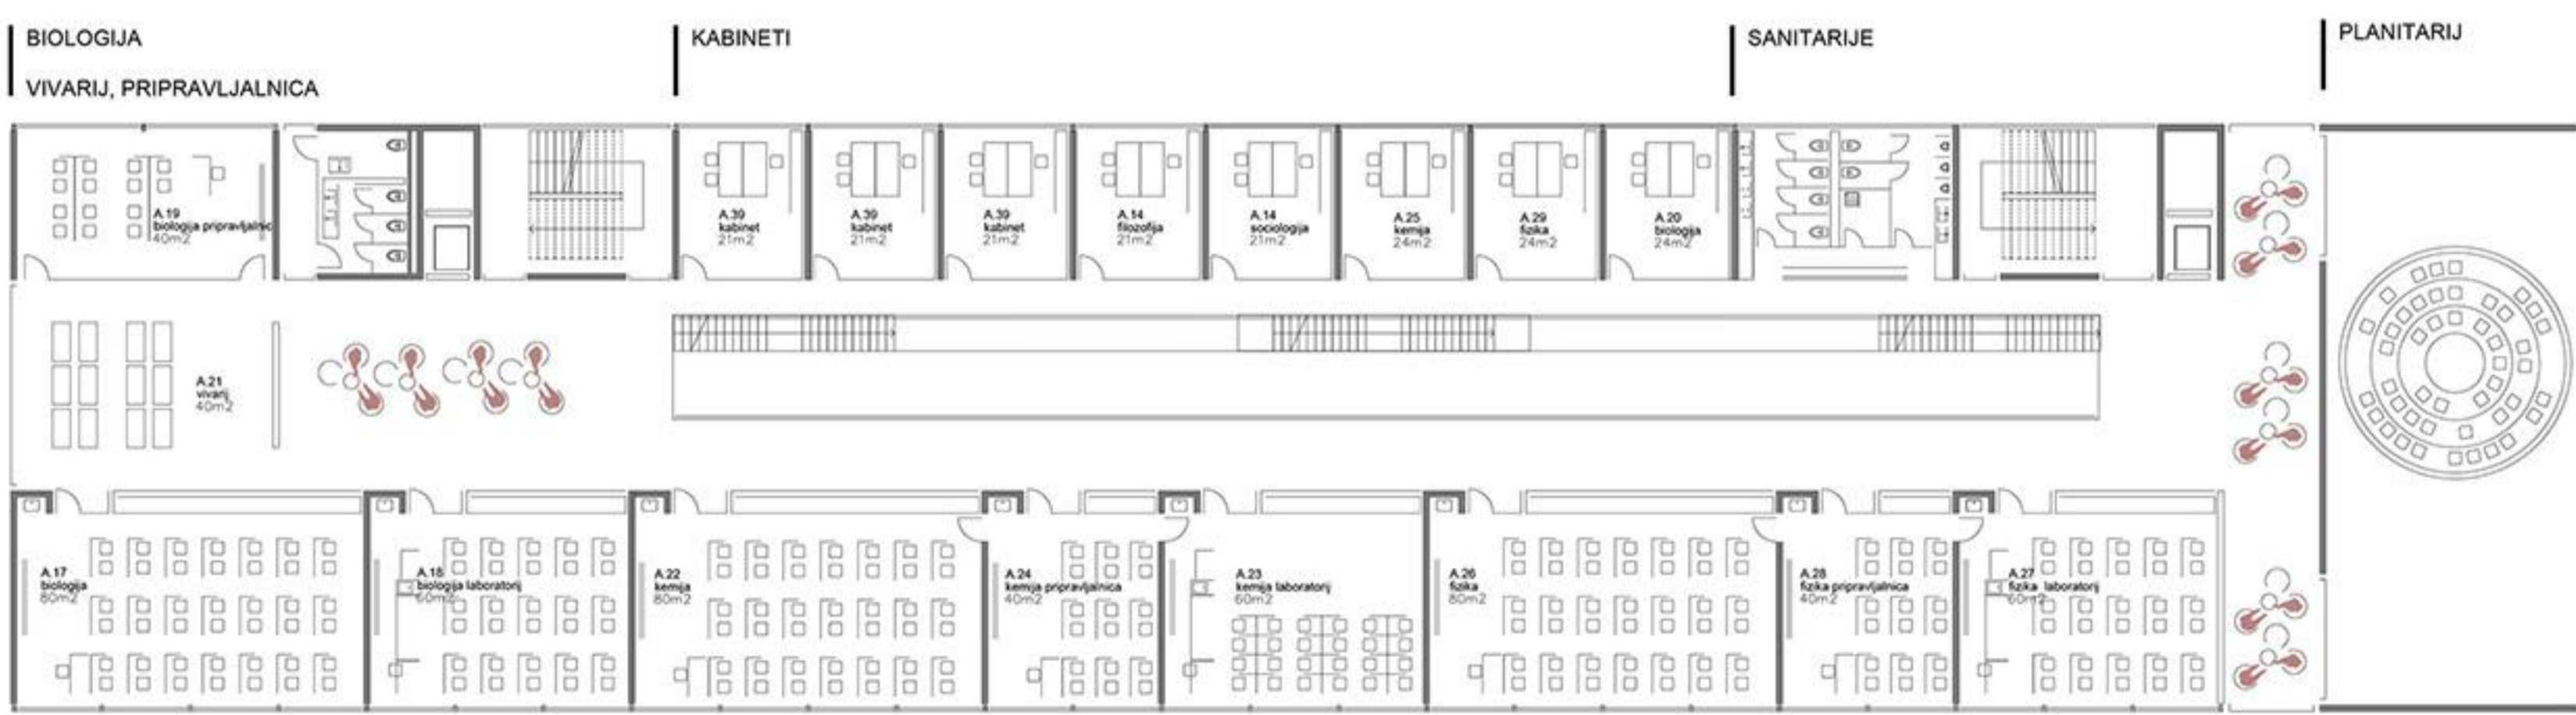 BIOLOGIJA
VIVARIJ, PRIPRAVLJALNICA
KABINETI
SANITARIJE
PLANITARIJ
A.19
biologija pripravljalnic
40m2
A.39
kabinet
21m2
A.39
kabinet
21m2
A.39
kabinet
21m2
A.14
filozofija
21m2
A.14
sociologija
21m2
A.25
kemija
24m2
A.29
fizika
24m2
A.20
biologija
24m2
A.21
vivarij
40m2
A.17
biologija
80m2
A.18
biologija laboratorij
60m2
A.22
kemija
80m2
A.24
kemija pripravljalnica
40m2
A.23
kemija laboratorij
60m2
A.26
fizika
80m2
A.28
fizika pripravljalnica
40m2
A.27
fizika laboratorij
60m2